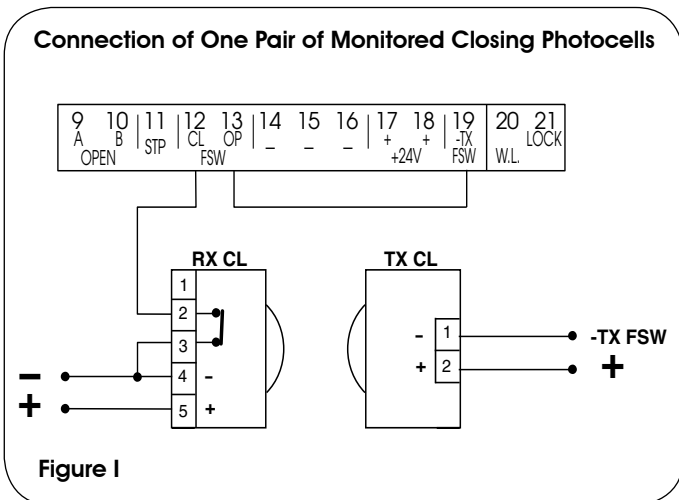 Connection of One Pair of Monitored Closing Photocells
9 10 11 12 13 14 15 16 17 18 19 20 21
A B STP CL OP – – – + + -TX W.L. LOCK
OPEN FSW +24V FSW
RX CL TX CL
1
2
3
4 -
5 +
- 1 -TX FSW
+ 2 +
–
+
Figure I